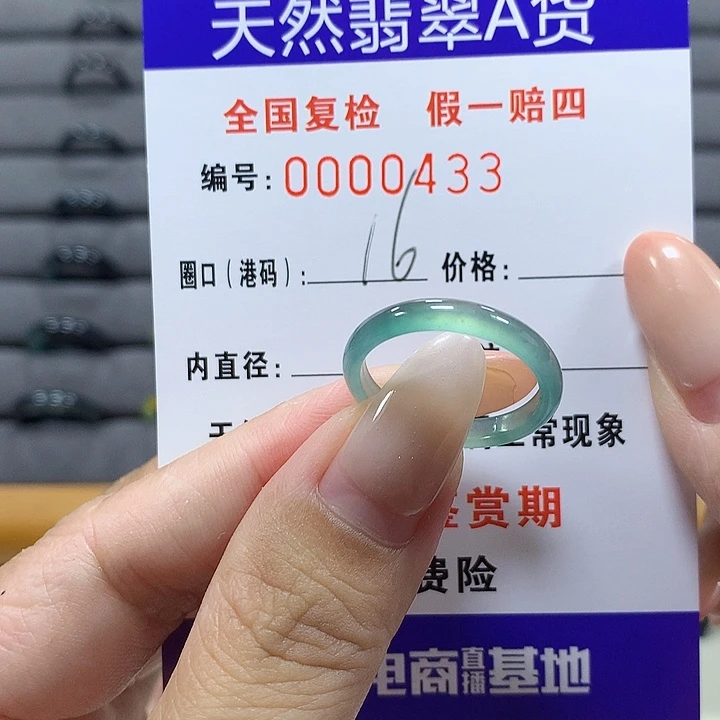 天然翡翠A货
全国复检 假一赔四
编号:0000433
圈口(港码):16 价格:
内直径:
正常现象
鉴赏期
费险
电商直播基地